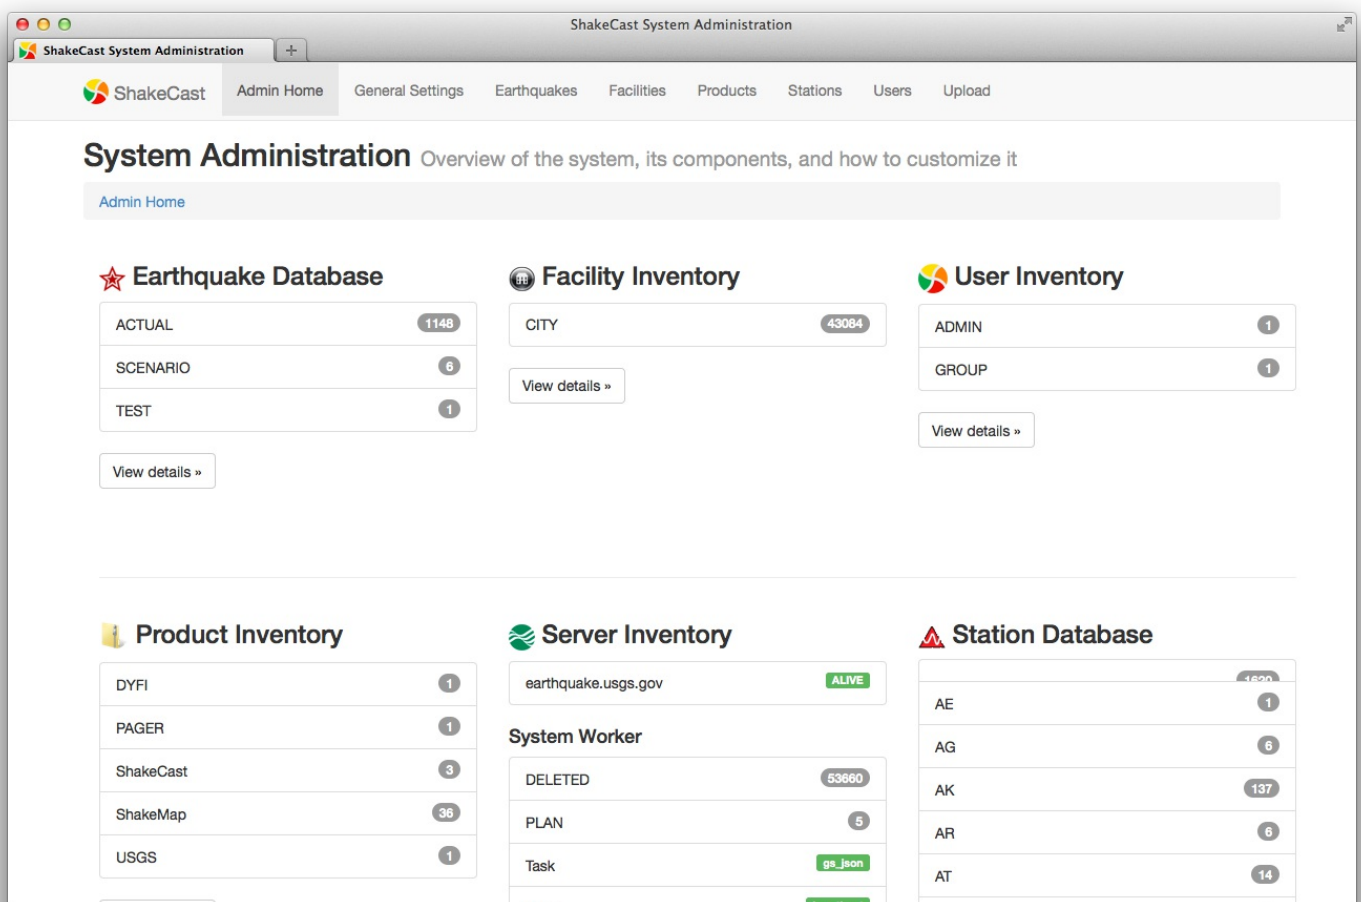 ShakeCast System Administration
ShakeCast System Administration
ShakeCast Admin Home General Settings Earthquakes Facilities Products Stations Users Upload
System Administration Overview of the system, its components, and how to customize it
Admin Home
Earthquake Database
ACTUAL 1148
SCENARIO 6
TEST 1
View details »
Facility Inventory
CITY 43084
View details »
User Inventory
ADMIN 1
GROUP 1
View details »
Product Inventory
DYFI 1
PAGER 1
ShakeCast 3
ShakeMap 36
USGS 1
Server Inventory
earthquake.usgs.gov ALIVE
System Worker
DELETED 53660
PLAN 5
Task gs_json
Station Database
AE 1
AG 6
AK 137
AR 6
AT 14